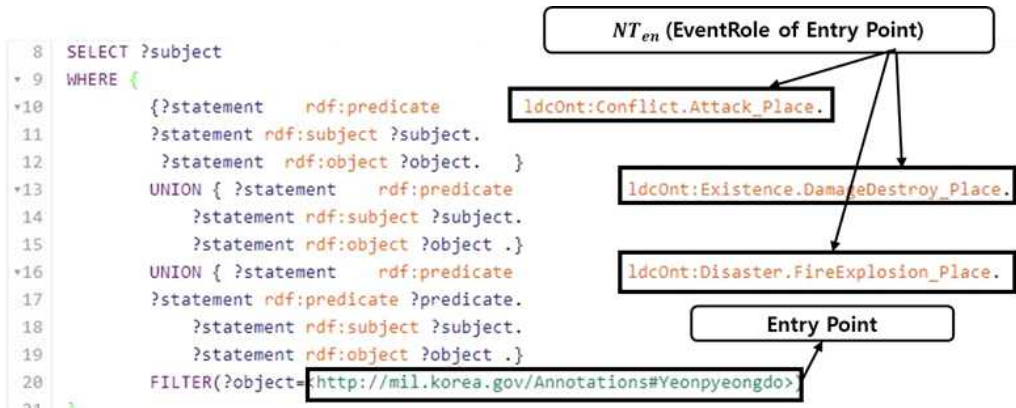 NT_en (EventRole of Entry Point)
8 SELECT ?subject
9 WHERE {
10 {?statement rdf:predicate ldcOnt:Conflict.Attack_Place.
11 ?statement rdf:subject ?subject.
12 ?statement rdf:object ?object. }
13 UNION { ?statement rdf:predicate ldcOnt:Existence.DamageDestroy_Place.
14 ?statement rdf:subject ?subject.
15 ?statement rdf:object ?object .}
16 UNION { ?statement rdf:predicate ldcOnt:Disaster.FireExplosion_Place.
17 ?statement rdf:predicate ?predicate.
18 ?statement rdf:subject ?subject.
Entry Point
19 ?statement rdf:object ?object .}
20 FILTER(?object=<http://mil.korea.gov/Annotations#Yeonpyeongdo>)
21 }